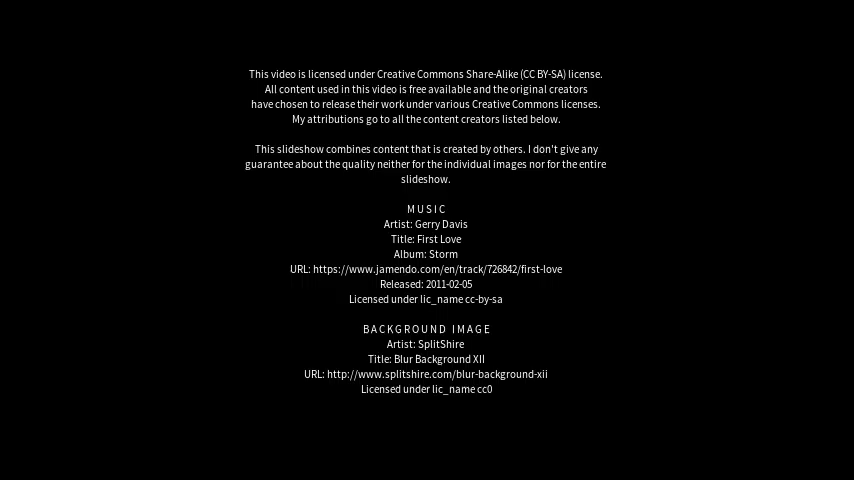 This video is licensed under Creative Commons Share-Alike (CC BY-SA) license.
All content used in this video is free available and the original creators
have chosen to release their work under various Creative Commons licenses.
My attributions go to all the content creators listed below.
This slideshow combines content that is created by others. I don't give any
guarantee about the quality neither for the individual images nor for the entire
slideshow.
MUSIC
Artist: Gerry Davis
Title: First Love
Album: Storm
URL: https://www.jamendo.com/en/track/726842/first-love
Released: 2011-02-05
Licensed under lic_name cc-by-sa
BACKGROUND IMAGE
Artist: SplitShire
Title: Blur Background XII
URL: http://www.splitshire.com/blur-background-xii
Licensed under lic_name cc0